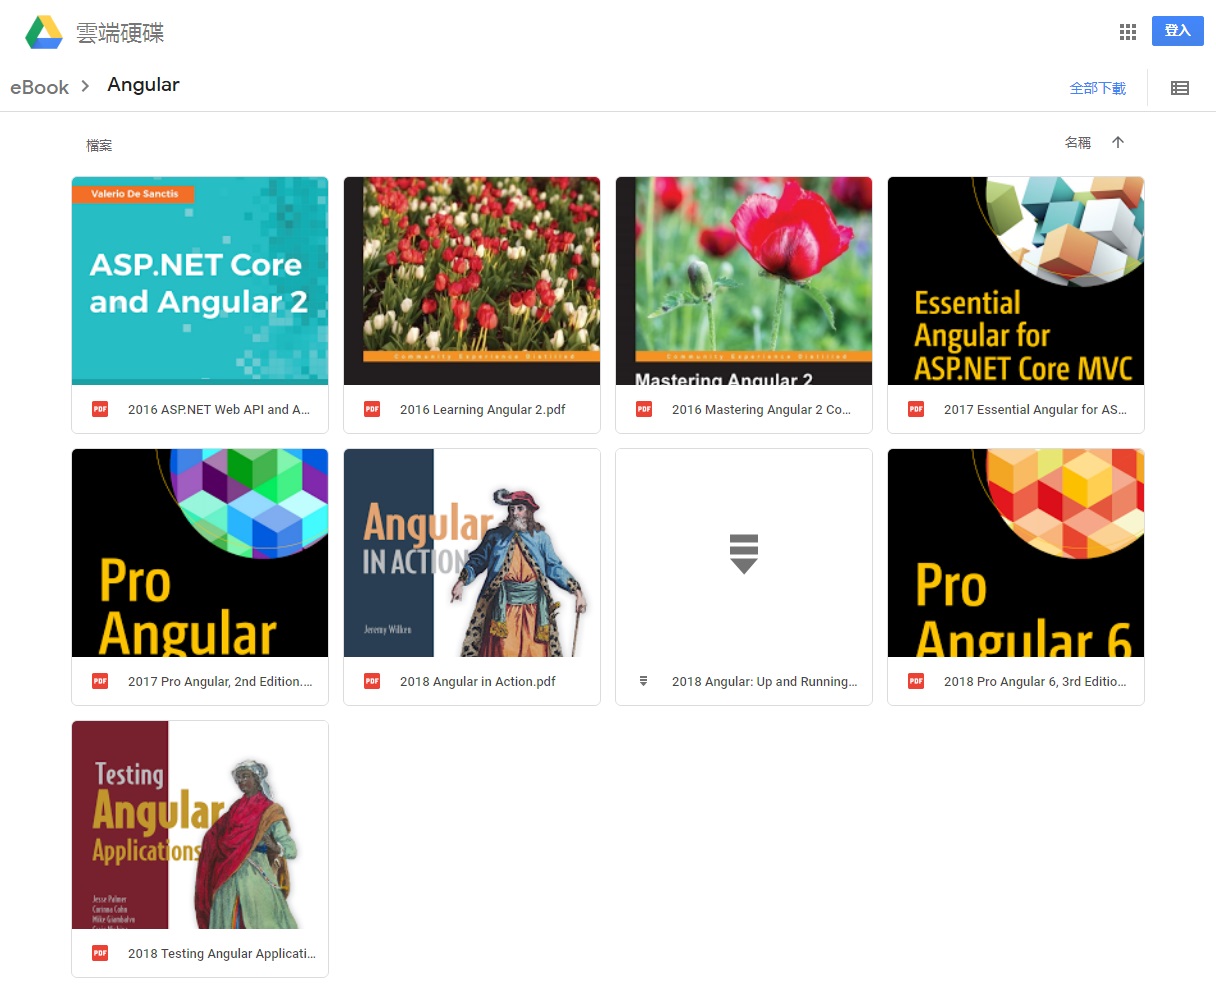 雲端硬碟
登入
eBook
Angular
全部下載
檔案
名稱
Valerio De Sanctis
ASP.NET Core
and Angular 2
PDF
2016 ASP.NET Web API and A...
Community Experience Distilled
PDF
2016 Learning Angular 2.pdf
Community Experience Distilled
Mastering Angular 2
PDF
2016 Mastering Angular 2 Co...
Essential
Angular for
ASP.NET Core MVC
PDF
2017 Essential Angular for AS...
Pro
Angular
PDF
2017 Pro Angular, 2nd Edition....
Angular
IN ACTION
Jeremy Wilken
PDF
2018 Angular in Action.pdf
2018 Angular: Up and Running...
Pro
Angular 6
PDF
2018 Pro Angular 6, 3rd Editio...
Testing
Angular
Applications
Jesse Palmer
Corinna Cohn
Mike Giambalvo
PDF
2018 Testing Angular Applicati...